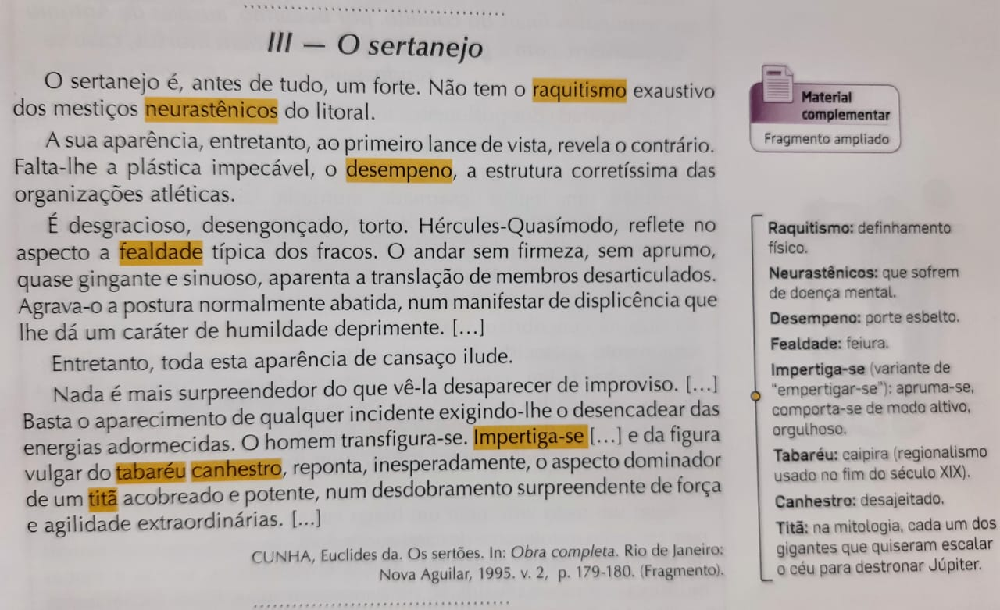 III — O sertanejo
O sertanejo é, antes de tudo, um forte. Não tem o raquitismo exaustivo
dos mestiços neurastênicos do litoral.
A sua aparência, entretanto, ao primeiro lance de vista, revela o contrário.
Falta-lhe a plástica impecável, o desempeno, a estrutura corretíssima das
organizações atléticas.
É desgracioso, desengonçado, torto. Hércules-Quasímodo, reflete no
aspecto a fealdade típica dos fracos. O andar sem firmeza, sem aprumo,
quase gingante e sinuoso, aparenta a translação de membros desarticulados.
Agrava-o a postura normalmente abatida, num manifestar de displicência que
lhe dá um caráter de humildade deprimente. [...]
Entretanto, toda esta aparência de cansaço ilude.
Nada é mais surpreendedor do que vê-la desaparecer de improviso. [...]
Basta o aparecimento de qualquer incidente exigindo-lhe o desencadear das
energias adormecidas. O homem transfigura-se. Impertiga-se [...] e da figura
vulgar do tabaréu canhestro, reponta, inesperadamente, o aspecto dominador
de um titã acobreado e potente, num desdobramento surpreendente de força
e agilidade extraordinárias. [...]
CUNHA, Euclides da. Os sertões. In: Obra completa. Rio de Janeiro:
Nova Aguilar, 1995. v. 2, p. 179-180. (Fragmento).
Material
complementar
Fragmento ampliado
Raquitismo: definhamento
físico.
Neurastênicos: que sofrem
de doença mental.
Desempeno: porte esbelto.
Fealdade: feiura.
Impertiga-se (variante de
"empertigar-se"): apruma-se,
comporta-se de modo altivo,
orgulhoso.
Tabaréu: caipira (regionalismo
usado no fim do século XIX).
Canhestro: desajeitado.
Titã: na mitologia, cada um dos
gigantes que quiseram escalar
o céu para destronar Júpiter.